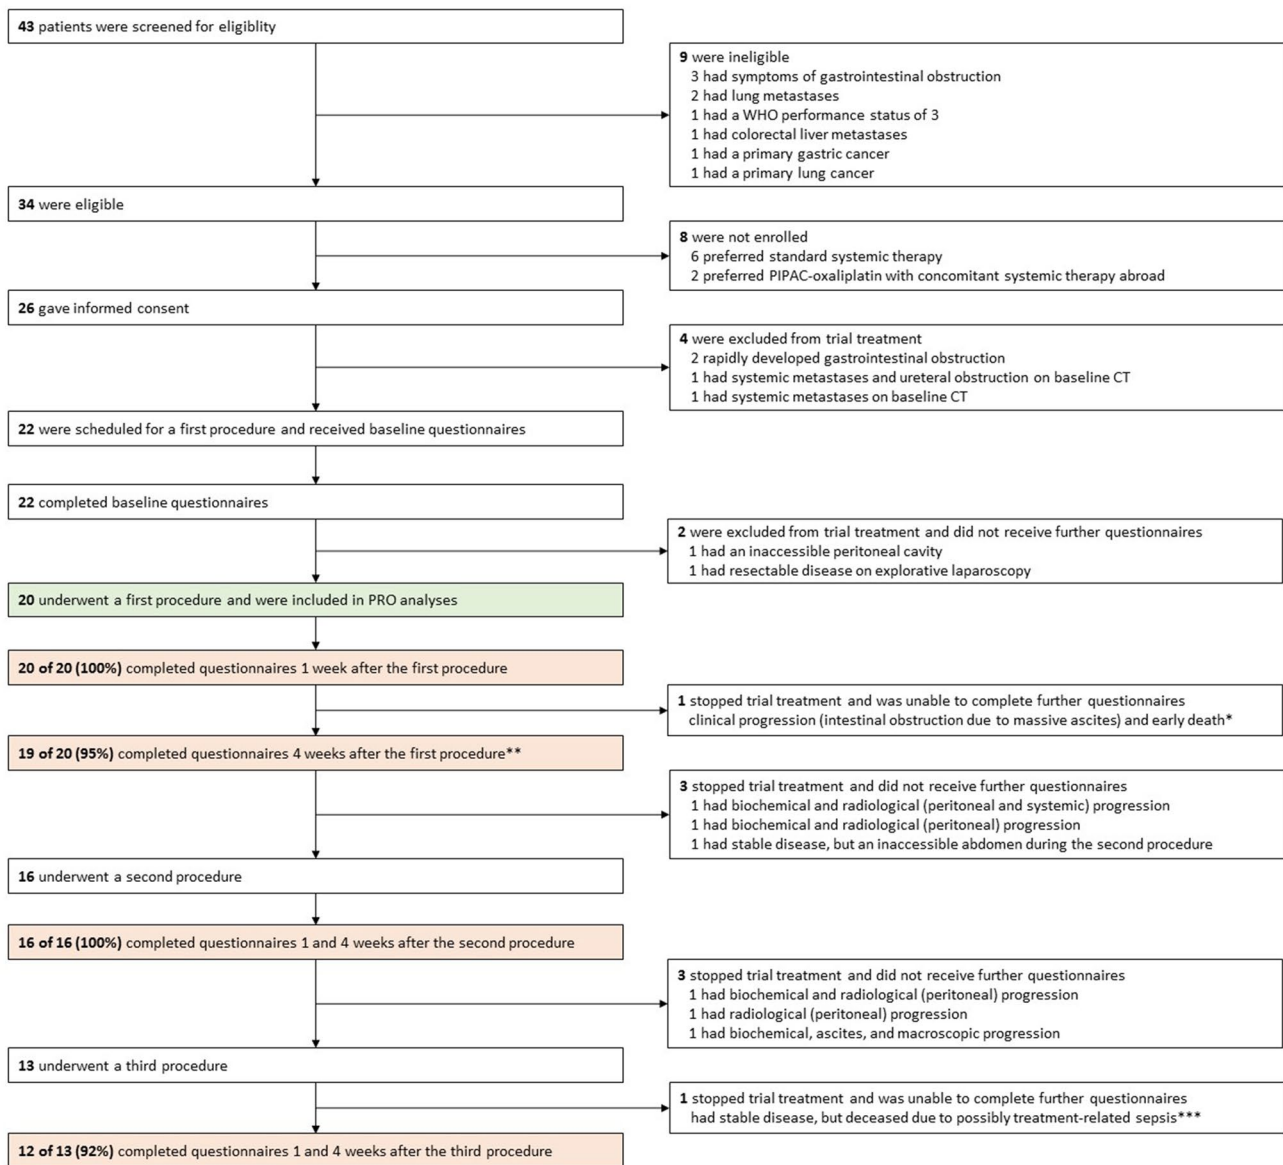 43 patients were screened for eligiblity
9 were ineligible
3 had symptoms of gastrointestinal obstruction
2 had lung metastases
1 had a WHO performance status of 3
1 had colorectal liver metastases
1 had a primary gastric cancer
1 had a primary lung cancer
34 were eligible
8 were not enrolled
6 preferred standard systemic therapy
2 preferred PIPAC-oxaliplatin with concomitant systemic therapy abroad
26 gave informed consent
4 were excluded from trial treatment
2 rapidly developed gastrointestinal obstruction
1 had systemic metastases and ureteral obstruction on baseline CT
1 had systemic metastases on baseline CT
22 were scheduled for a first procedure and received baseline questionnaires
22 completed baseline questionnaires
2 were excluded from trial treatment and did not receive further questionnaires
1 had an inaccessible peritoneal cavity
1 had resectable disease on explorative laparoscopy
20 underwent a first procedure and were included in PRO analyses
20 of 20 (100%) completed questionnaires 1 week after the first procedure
1 stopped trial treatment and was unable to complete further questionnaires
clinical progression (intestinal obstruction due to massive ascites) and early death*
19 of 20 (95%) completed questionnaires 4 weeks after the first procedure**
3 stopped trial treatment and did not receive further questionnaires
1 had biochemical and radiological (peritoneal and systemic) progression
1 had biochemical and radiological (peritoneal) progression
1 had stable disease, but an inaccessible abdomen during the second procedure
16 underwent a second procedure
16 of 16 (100%) completed questionnaires 1 and 4 weeks after the second procedure
3 stopped trial treatment and did not receive further questionnaires
1 had biochemical and radiological (peritoneal) progression
1 had radiological (peritoneal) progression
1 had biochemical, ascites, and macroscopic progression
13 underwent a third procedure
1 stopped trial treatment and was unable to complete further questionnaires
had stable disease, but deceased due to possibly treatment-related sepsis***
12 of 13 (92%) completed questionnaires 1 and 4 weeks after the third procedure